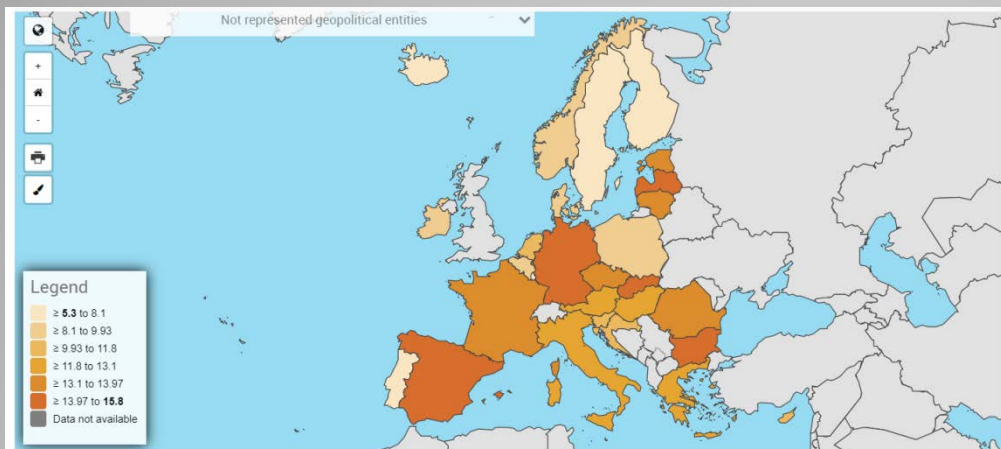 Not represented geopolitical entities
+
-
Legend
≥ 5.3 to 8.1
≥ 8.1 to 9.93
≥ 9.93 to 11.8
≥ 11.8 to 13.1
≥ 13.1 to 13.97
≥ 13.97 to 15.8
Data not available